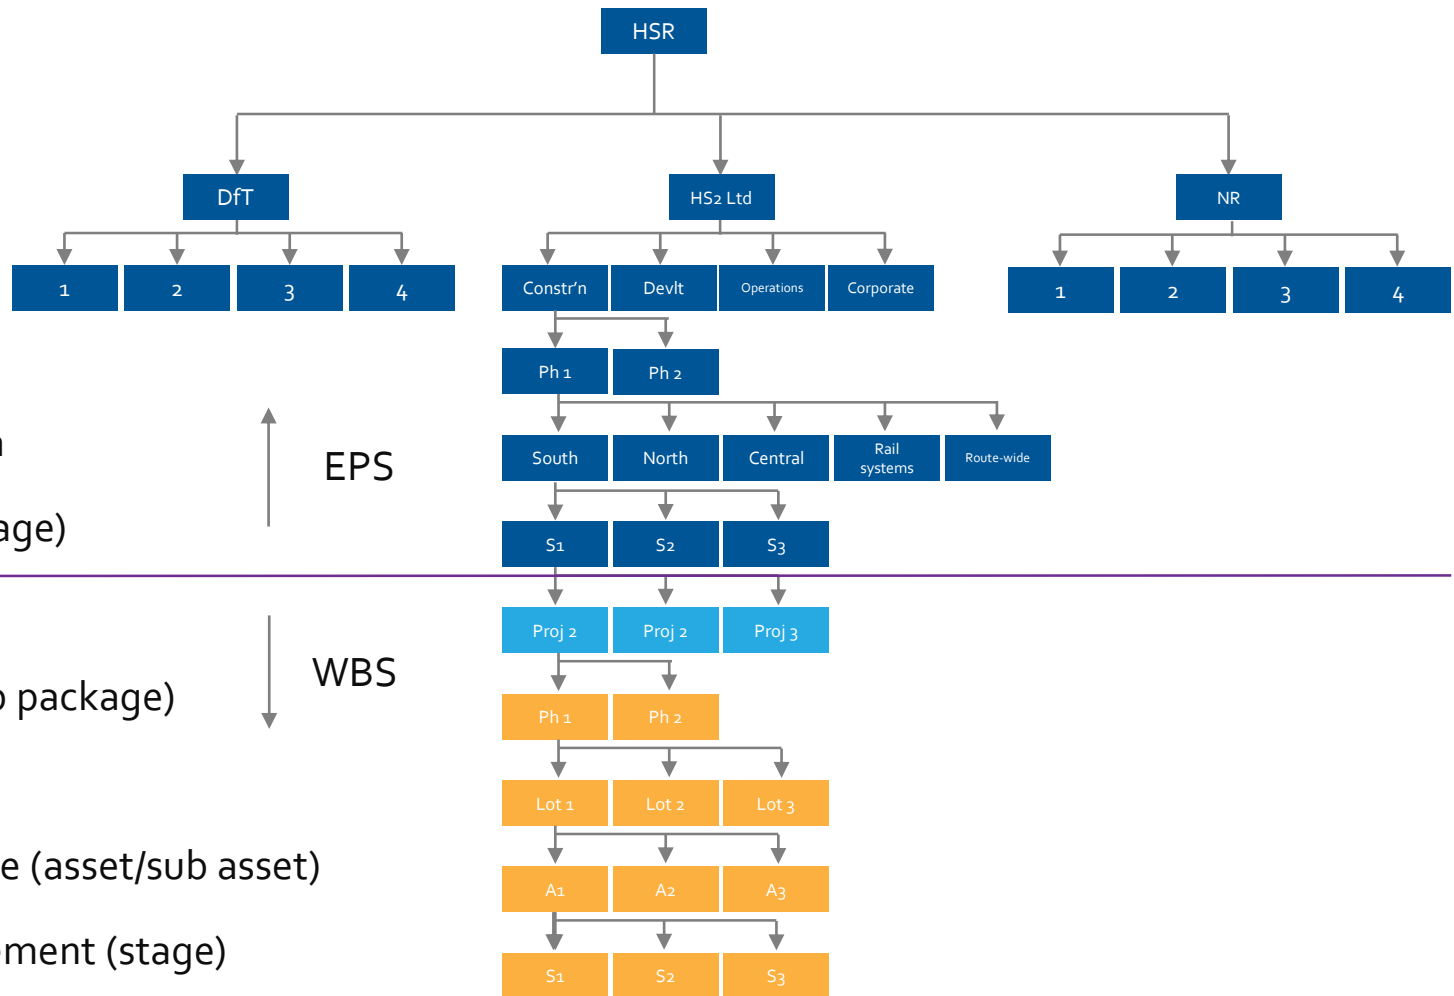 HSR
DfT
HS2 Ltd
NR
1
2
3
4
Constr'n
Devlt
Operations
Corporate
1
2
3
4
Ph 1
Ph 2
EPS
South
North
Central
Rail
systems
Route-wide
age)
S1
S2
S3
Proj 2
Proj 2
Proj 3
WBS
package)
Ph 1
Ph 2
Lot 1
Lot 2
Lot 3
e (asset/sub asset)
A1
A2
A3
ement (stage)
S1
S2
S3